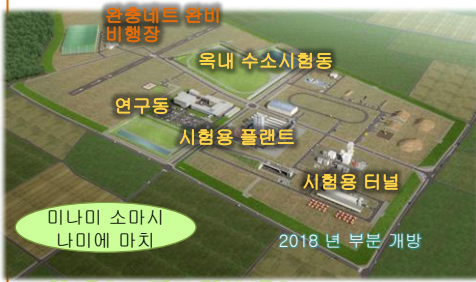 완충네트 완비
비행장
옥내 수소시험동
연구동
시험용 플랜트
시험용 터널
미나미 소마시
나미에 마치
2018 년 부분 개방